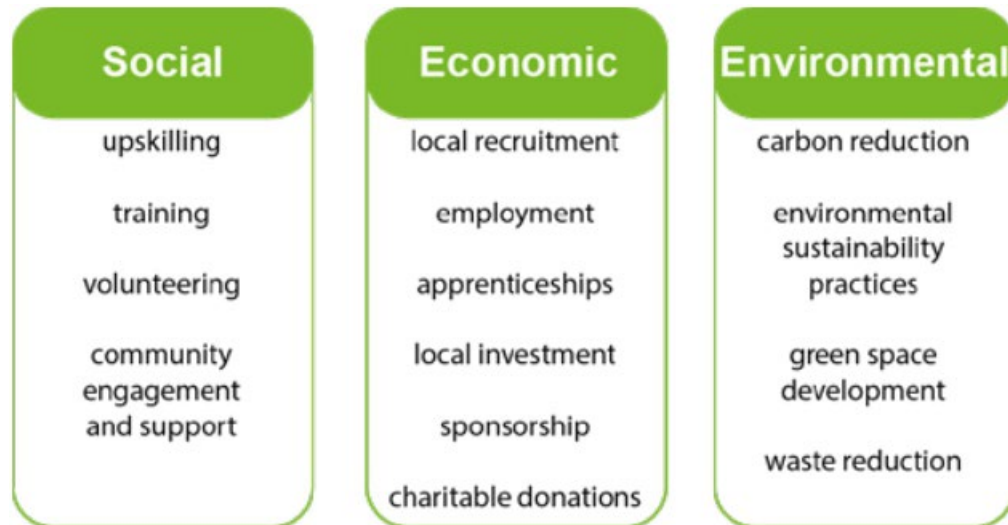 Social
upskilling
training
volunteering
community
engagement
and support
Economic
local recruitment
employment
apprenticeships
local investment
sponsorship
charitable donations
Environmental
carbon reduction
environmental
sustainability
practices
green space
development
waste reduction